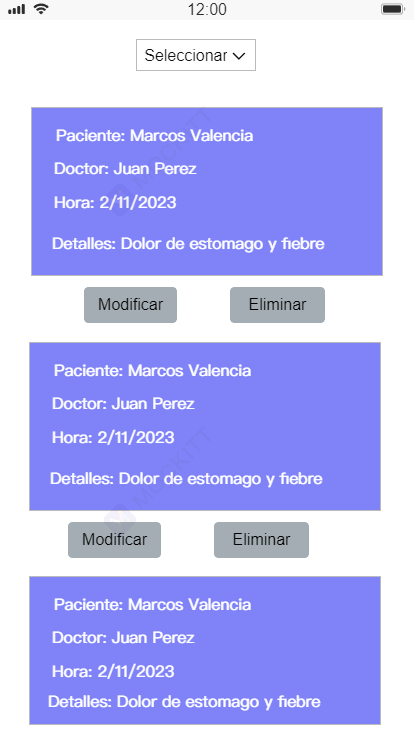 12:00
Seleccionar
Paciente: Marcos Valencia
Doctor: Juan Perez
Hora: 2/11/2023
Detalles: Dolor de estomago y fiebre
Modificar Eliminar
Paciente: Marcos Valencia
Doctor: Juan Perez
Hora: 2/11/2023
Detalles: Dolor de estomago y fiebre
MOCKITT
Modificar Eliminar
Paciente: Marcos Valencia
Doctor: Juan Perez
Hora: 2/11/2023
Detalles: Dolor de estomago y fiebre